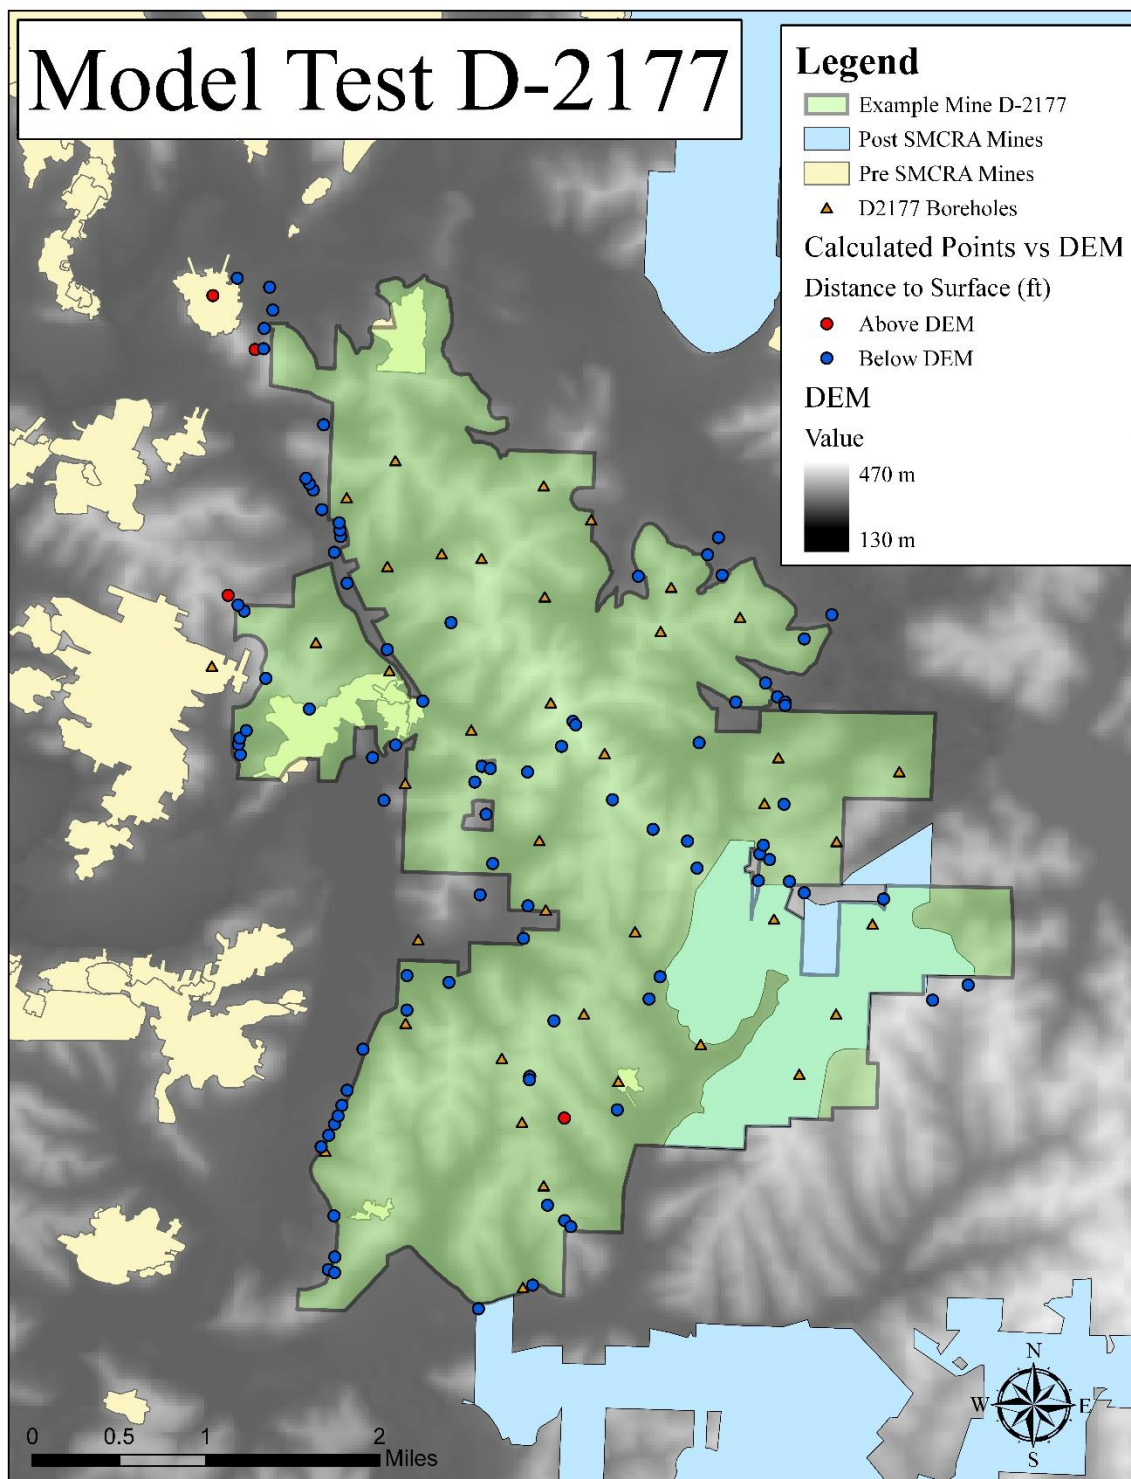 Model Test D-2177
Legend
Example Mine D-2177
Post SMCRA Mines
Pre SMCRA Mines
D2177 Boreholes
Calculated Points vs DEM
Distance to Surface (ft)
Above DEM
Below DEM
DEM
Value
470 m
130 m
N
W E
S
0 0.5 1 2
Miles